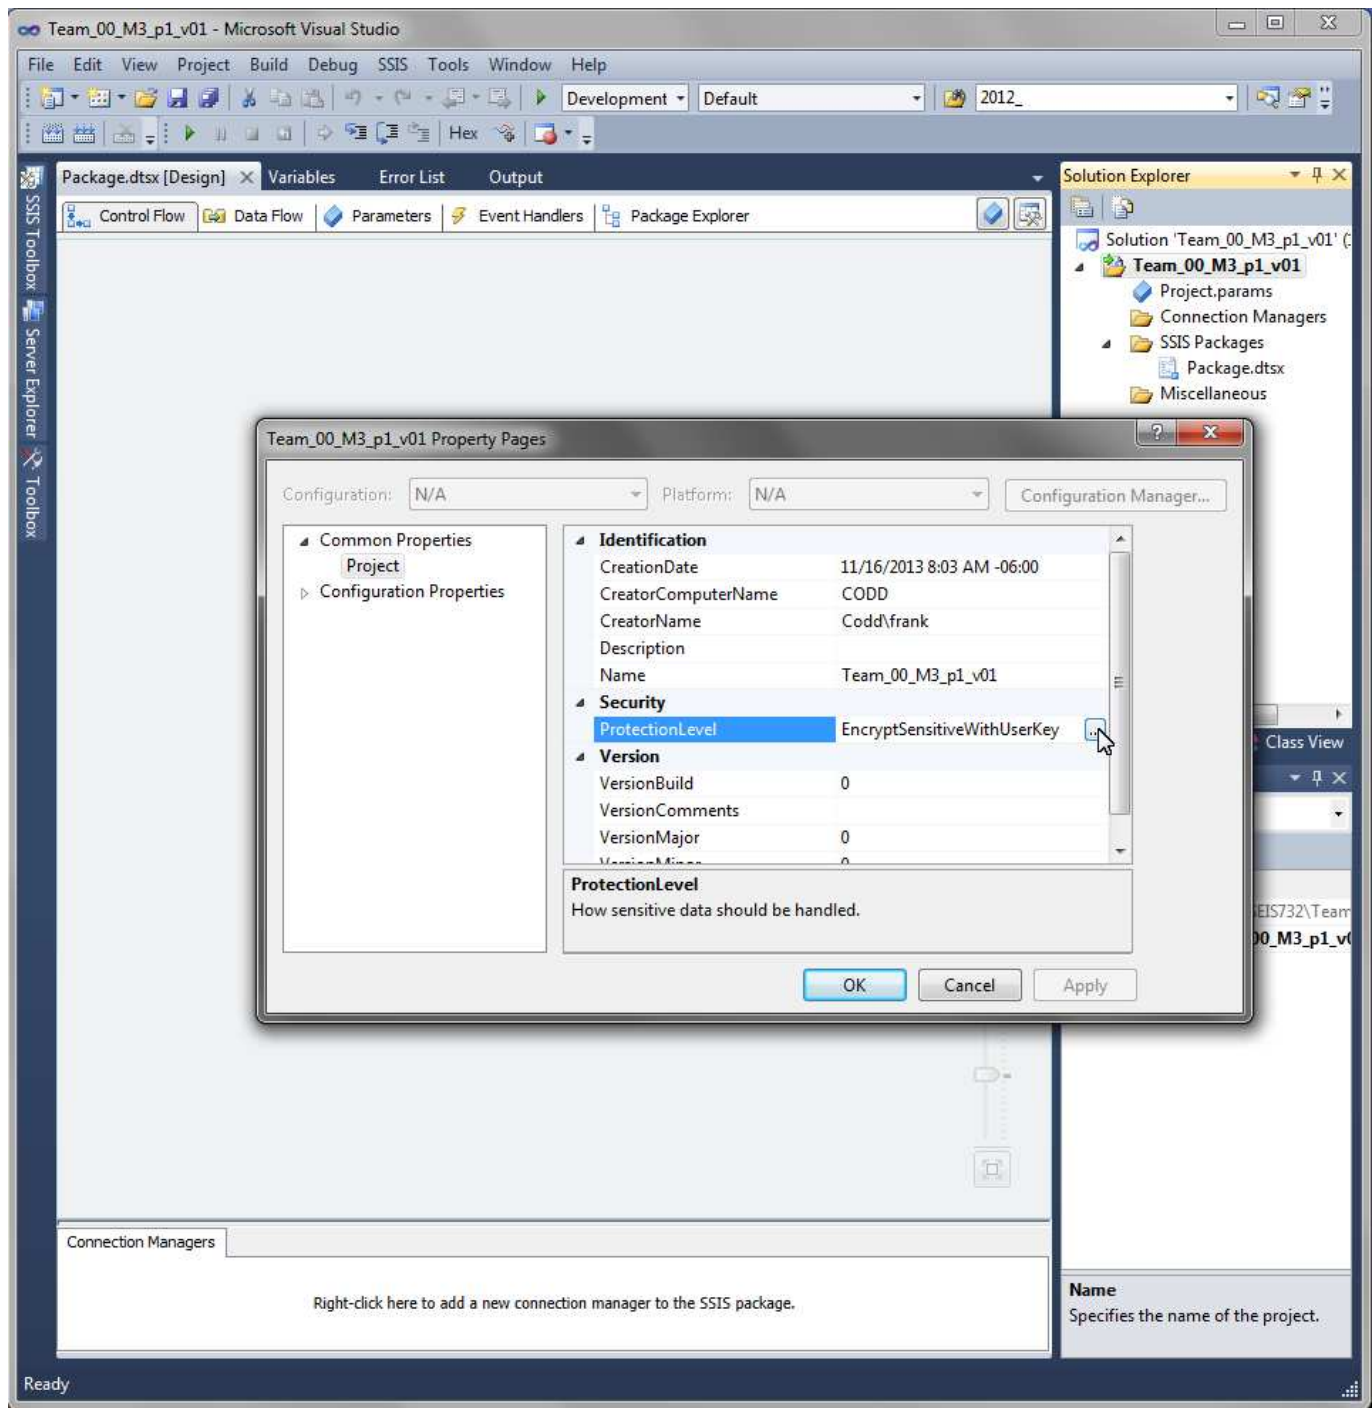 Team_00_M3_p1_v01 - Microsoft Visual Studio
File Edit View Project Build Debug SSIS Tools Window Help
Development Default 2012_
Hex
Package.dtsx [Design] Variables Error List Output
Control Flow Data Flow Parameters Event Handlers Package Explorer
SSIS Toolbox
Server Explorer
Toolbox
Solution Explorer
Solution 'Team_00_M3_p1_v01' (
Team_00_M3_p1_v01
Project.params
Connection Managers
SSIS Packages
Package.dtsx
Miscellaneous
Team_00_M3_p1_v01 Property Pages
Configuration: N/A Platform: N/A Configuration Manager...
Common Properties
Project
Configuration Properties
Identification
CreationDate 11/16/2013 8:03 AM -06:00
CreatorComputerName CODD
CreatorName Codd\frank
Description
Name Team_00_M3_p1_v01
Security
ProtectionLevel EncryptSensitiveWithUserKey ...
Version
VersionBuild 0
VersionComments
VersionMajor 0
VersionMinor 0
ProtectionLevel
How sensitive data should be handled.
OK Cancel Apply
Class View
EIS732\Team
00_M3_p1_v0
Connection Managers
Right-click here to add a new connection manager to the SSIS package.
Name
Specifies the name of the project.
Ready